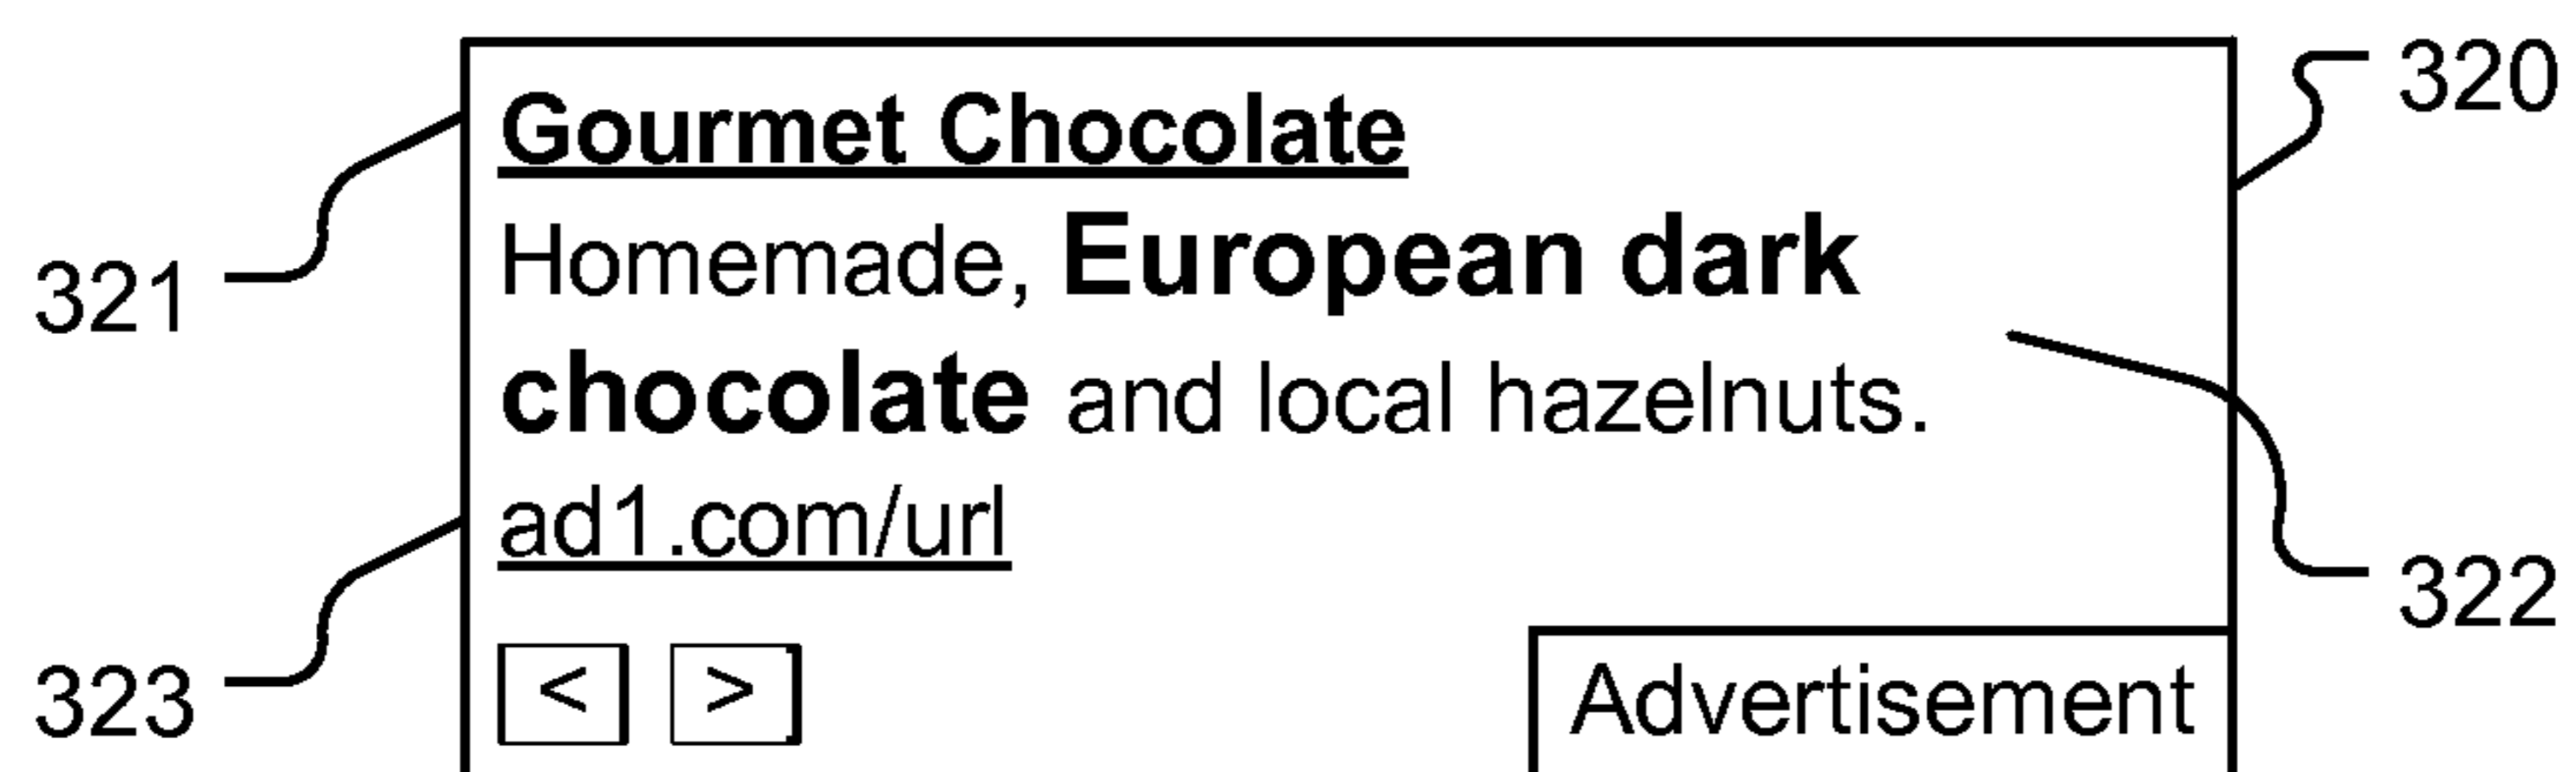 320
Gourmet Chocolate
321
Homemade, European dark
chocolate and local hazelnuts.
ad1.com/url
322
323
< >
Advertisement